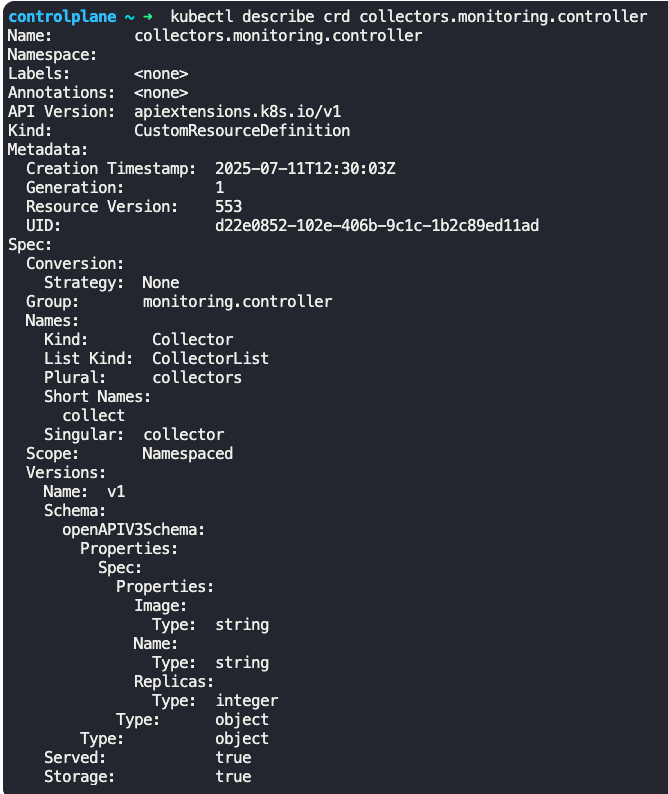 controlplane ~ ➜  kubectl describe crd collectors.monitoring.controller
Name:         collectors.monitoring.controller
Namespace:
Labels:       <none>
Annotations:  <none>
API Version:  apiextensions.k8s.io/v1
Kind:         CustomResourceDefinition
Metadata:
  Creation Timestamp:  2025-07-11T12:30:03Z
  Generation:          1
  Resource Version:    553
  UID:                 d22e0852-102e-406b-9c1c-1b2c89ed11ad
Spec:
  Conversion:
    Strategy:  None
  Group:       monitoring.controller
  Names:
    Kind:       Collector
    List Kind:  CollectorList
    Plural:     collectors
    Short Names:
      collect
    Singular:  collector
  Scope:       Namespaced
  Versions:
    Name:  v1
    Schema:
      openAPIV3Schema:
        Properties:
          Spec:
            Properties:
              Image:
                Type:  string
              Name:
                Type:  string
              Replicas:
                Type:  integer
            Type:      object
        Type:          object
    Served:            true
    Storage:           true